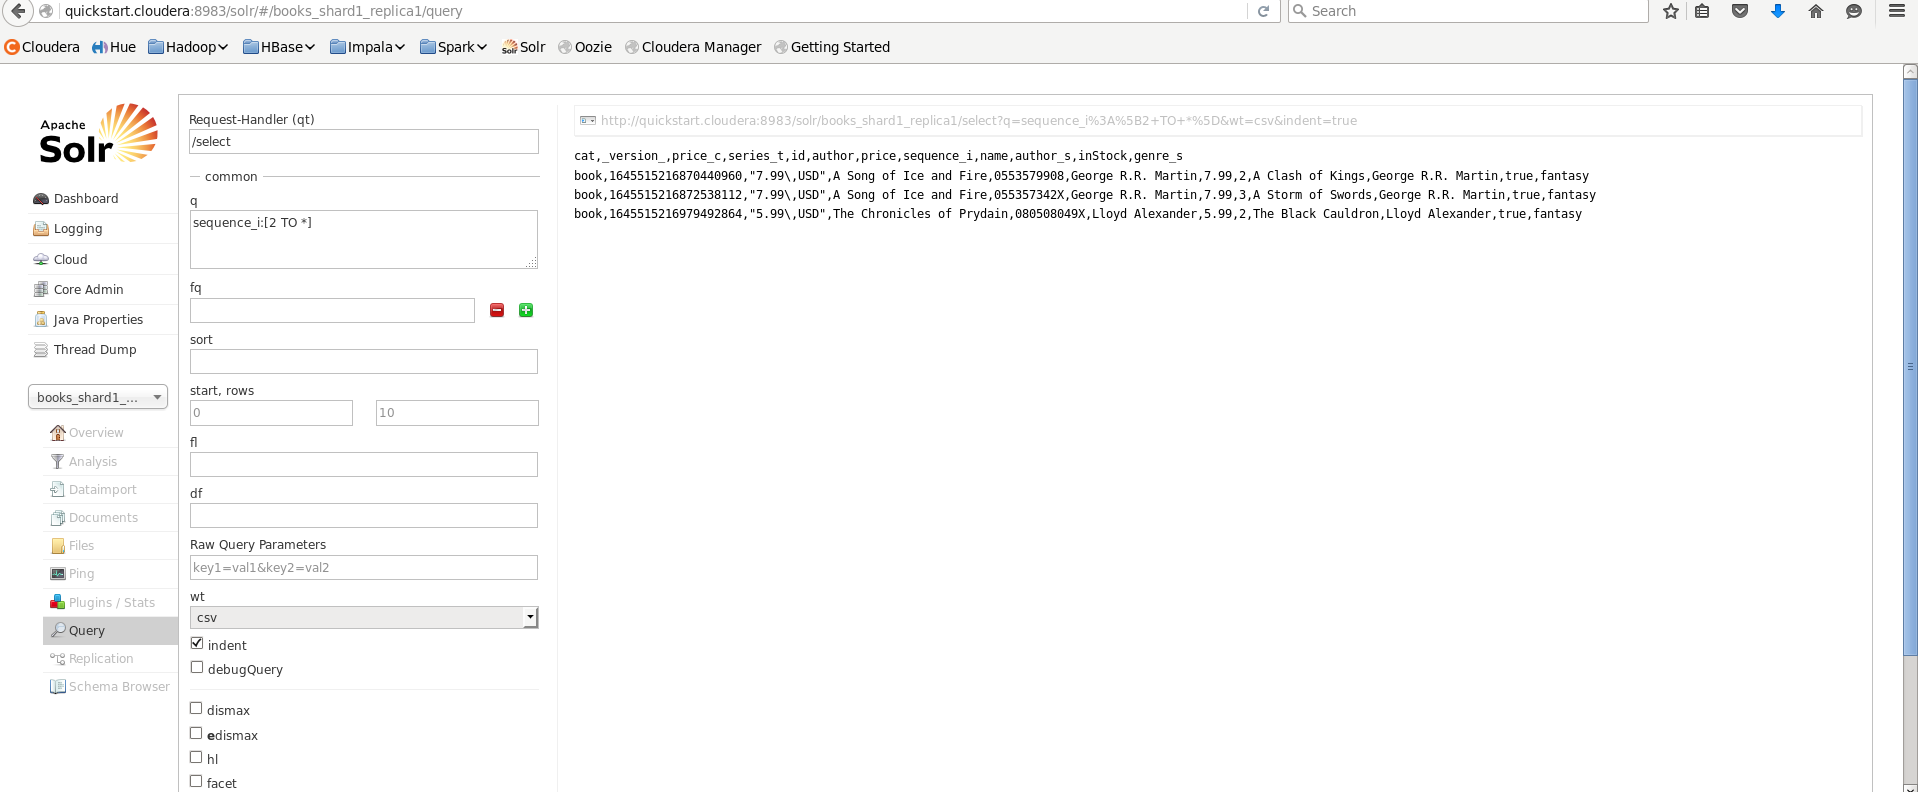 quickstart.cloudera:8983/solr/#/books_shard1_replica1/query
Search
Cloudera Hue Hadoop HBase Impala Spark Solr Oozie Cloudera Manager Getting Started
Apache
Solr
Dashboard
Logging
Cloud
Core Admin
Java Properties
Thread Dump
books_shard1_...
Overview
Analysis
Dataimport
Documents
Files
Ping
Plugins / Stats
Query
Replication
Schema Browser
Request-Handler (qt)
/select
common
q
sequence_i:[2 TO *]
fq
sort
start, rows
0 10
fl
df
Raw Query Parameters
key1=val1&key2=val2
wt
csv
indent
debugQuery
dismax
edismax
hl
facet
http://quickstart.cloudera:8983/solr/books_shard1_replica1/select?q=sequence_i%3A%5B2+TO+*%5D&wt=csv&indent=true
cat,_version_,price_c,series_t,id,author,price,sequence_i,name,author_s,inStock,genre_s
book,1645515216870440960,"7.99\,USD",A Song of Ice and Fire,0553579908,George R.R. Martin,7.99,2,A Clash of Kings,George R.R. Martin,true,fantasy
book,1645515216872538112,"7.99\,USD",A Song of Ice and Fire,055357342X,George R.R. Martin,7.99,3,A Storm of Swords,George R.R. Martin,true,fantasy
book,1645515216979492864,"5.99\,USD",The Chronicles of Prydain,080508049X,Lloyd Alexander,5.99,2,The Black Cauldron,Lloyd Alexander,true,fantasy